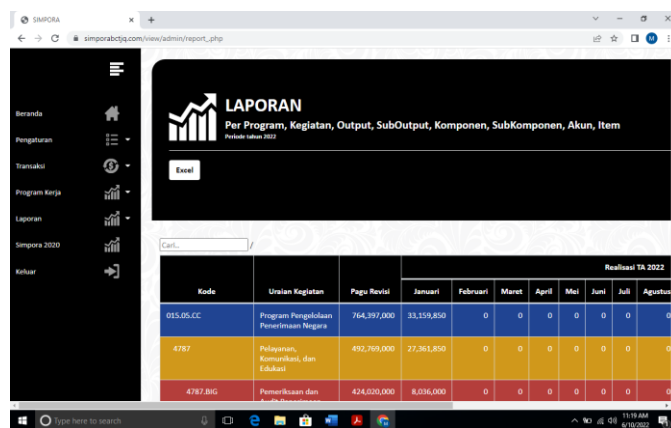 SIMPORA
simporabctjq.com/view/admin/report_.php
M
LAPORAN
Per Program, Kegiatan, Output, SubOutput, Komponen, SubKomponen, Akun, Item
Periode tahun 2022
Excel
Beranda
Pengaturan
Transaksi
Program Kerja
Laporan
Simpora 2020
Keluar
Cari... /
Realisasi TA 2022
Kode Uraian Kegiatan Pagu Revisi Januari Februari Maret April Mei Juni Juli Agustus
015.05.CC Program Pengelolaan Penerimaan Negara 764,397,000 33,159,850 0 0 0 0 0 0 0
4787 Pelayanan, Komunikasi, dan Edukasi 492,769,000 27,361,850 0 0 0 0 0 0 0
4787.BIG Pemeriksaan dan 424,020,000 8,036,000 0 0 0 0 0 0 0
Type here to search
11:19 AM
6/10/2022